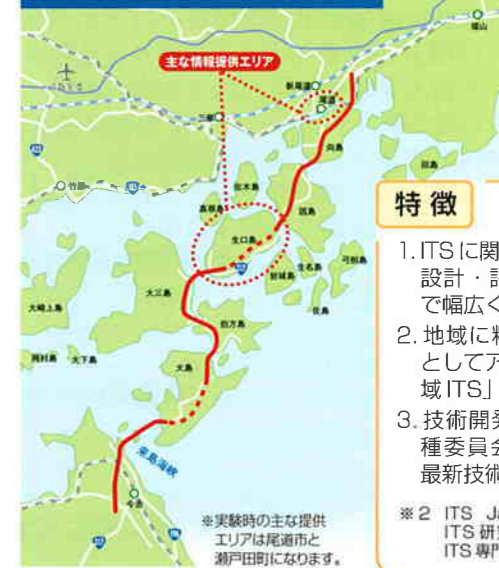 主な情報提供エリア
福山
新尾道
尾道
三原
向島
竹原
佐木島
高根島
因島
生口島
田島
弓削島
岩城島
生名島
佐島
大三島
大崎上島
伯方島
岡村島
大下島
大島
来島海峡
今治
※実験時の主な提供
エリアは尾道市と
瀬戸田町になります。
特徴
1. ITSに関
設計・
で幅広く
2. 地域に
としてア
域ITS」
3. 技術開発
種委員会
最新技術
※2 ITS Ja
ITS研究
ITS専門